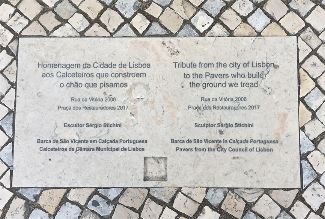 Homenagem da Cidade de Lisboa
aos Calceteiros que constroem
o chão que pisamos
Rua da Vitória 2006
Praça dos Restauradores 2017
Escultor Sérgio Stichini
Barca de São Vicente em Calçada Portuguesa
Calceteiros da Câmara Municipal de Lisboa
Tribute from the city of Lisbon
to the Pavers who build
the ground we tread
Rua da Vitória 2006
Praça dos Restauradores 2017
Sculptor Sérgio Stichini
Barca de São Vicente in Calçada Portuguesa
Pavers from the City Council of Lisbon